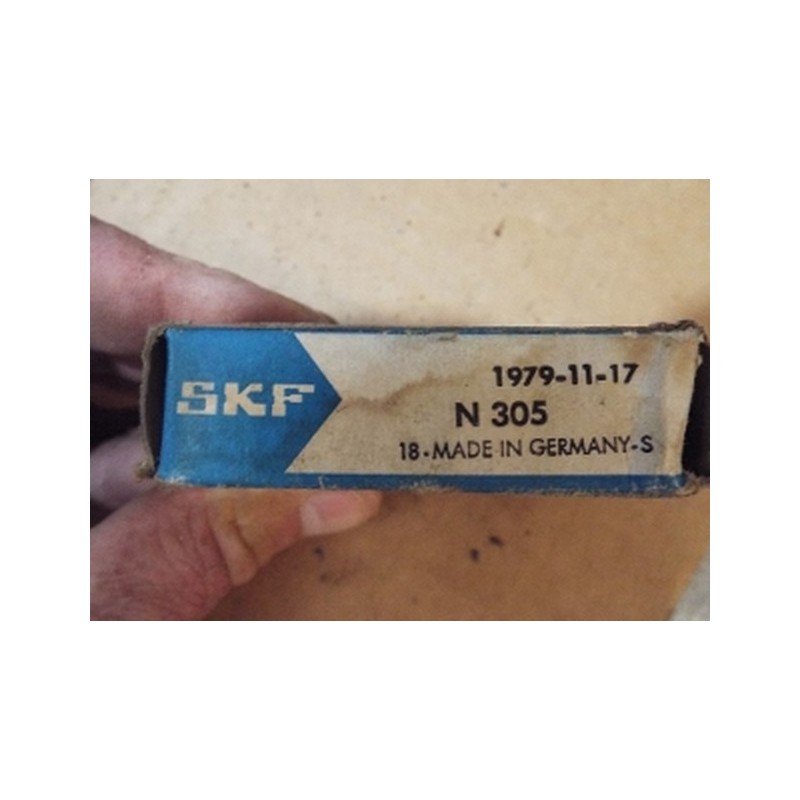 SKF
1979-11-17
N 305
18-MADE IN GERMANY-S